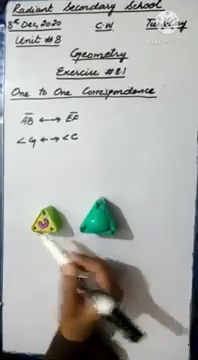 Radiant Secondary School
8th Dec, 2020 C.W Tuesday
Unit #8
Geometry
Exercise #8.1
One to One Correspondence
AB ←→ EF
∠G ←→ ∠C